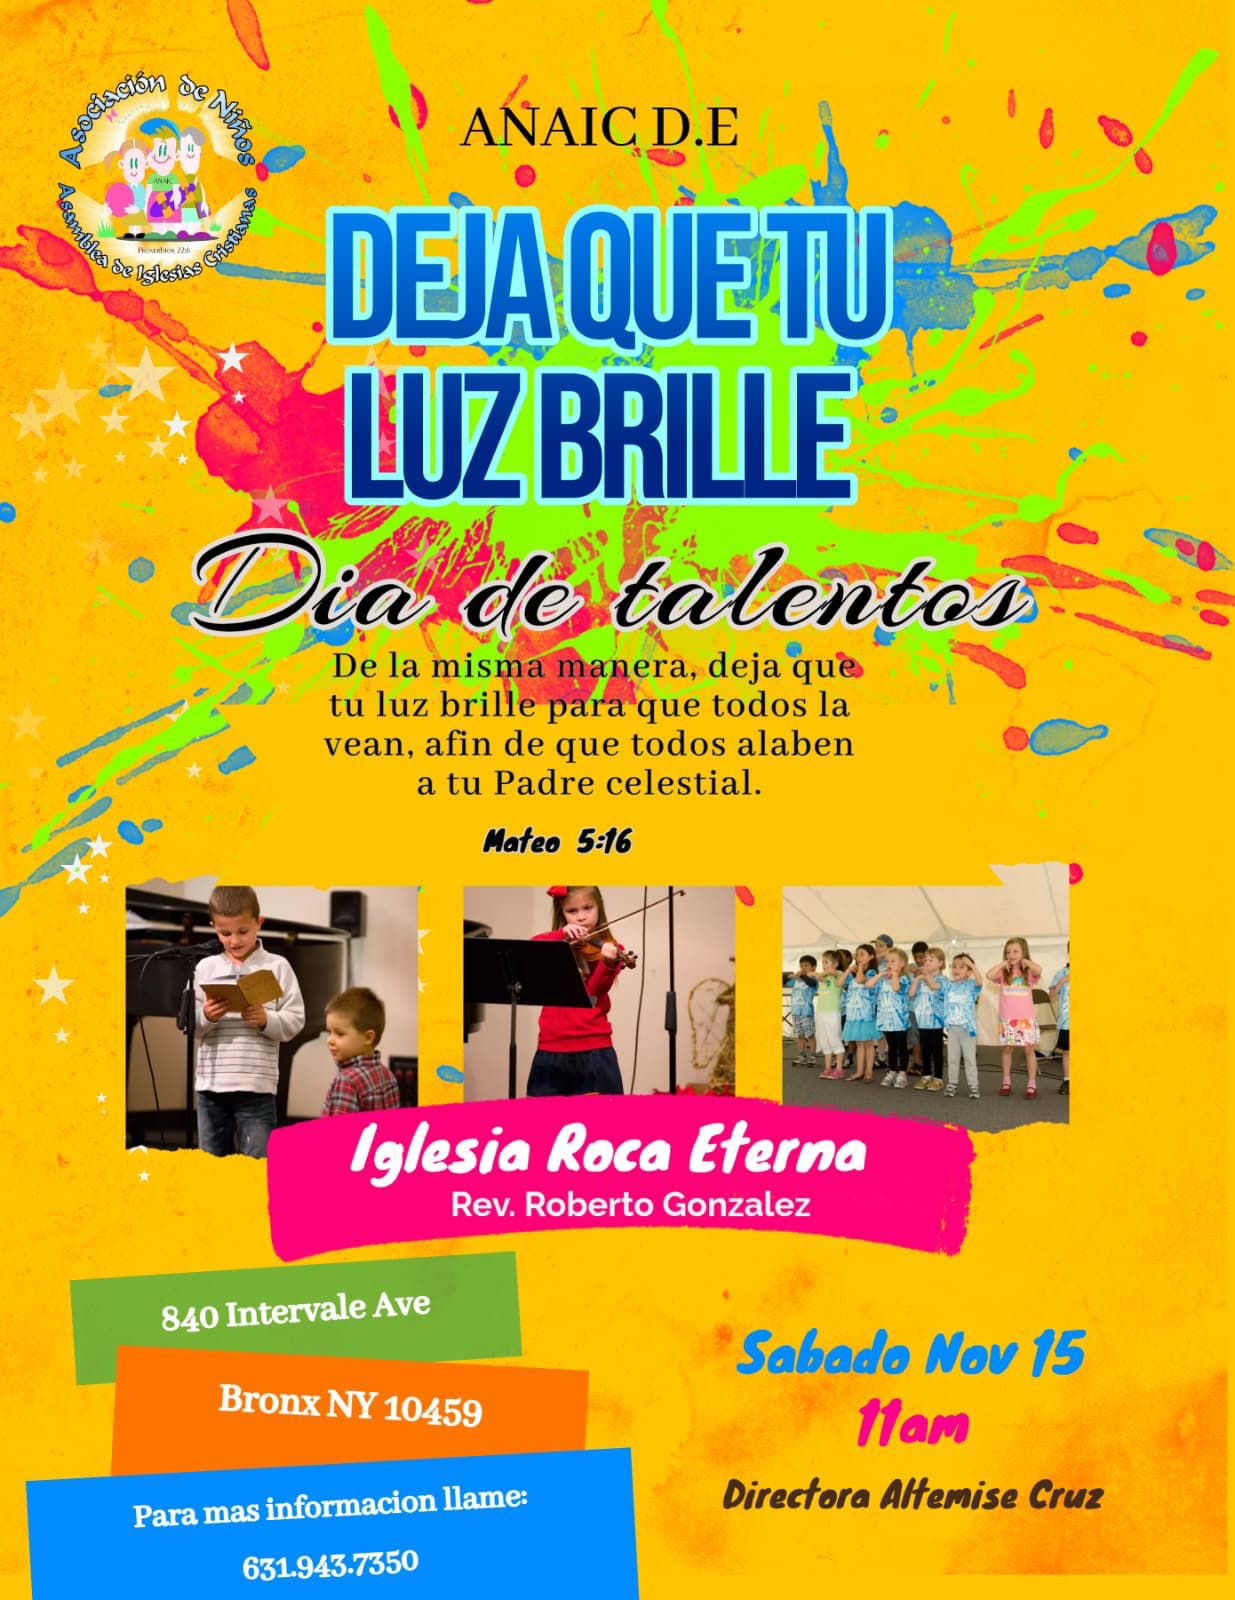 Asociación de Niños
ANAIC
Proverbios 22:6
Asamblea de Iglesias Cristianas
ANAIC D.E
DEJA QUE TU
LUZ BRILLE
Dia de talentos
De la misma manera, deja que
tu luz brille para que todos la
vean, afin de que todos alaben
a tu Padre celestial.
Mateo 5:16
Iglesia Roca Eterna
Rev. Roberto Gonzalez
840 Intervale Ave
Bronx NY 10459
Para mas informacion llame:
631.943.7350
Sabado Nov 15
11am
Directora Altemise Cruz